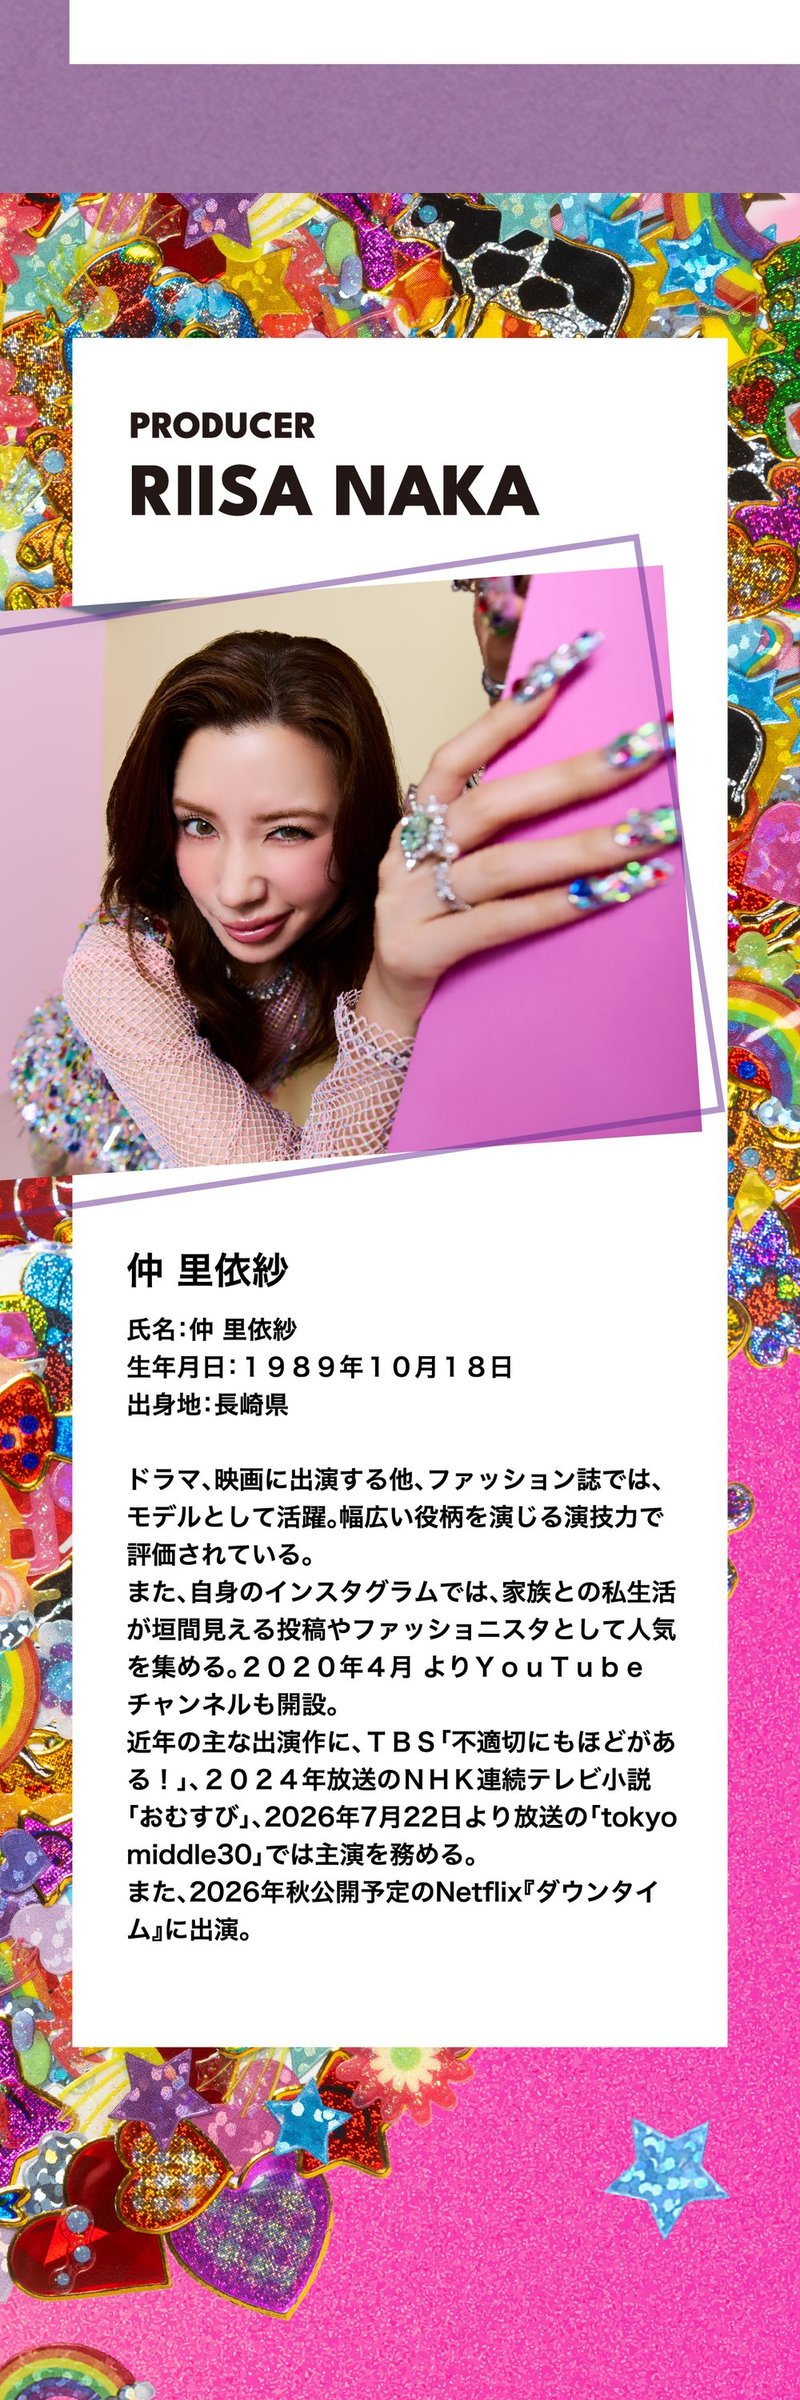 PRODUCER
RIISA NAKA
仲 里依紗
氏名：仲 里依紗
生年月日：１９８９年１０月１８日
出身地：長崎県
ドラマ、映画に出演する他、ファッション誌では、
モデルとして活躍。幅広い役柄を演じる演技力で
評価されている。
また、自身のインスタグラムでは、家族との私生活
が垣間見える投稿やファッショニスタとして人気
を集める。２０２０年４月 よりＹｏｕＴｕｂｅ
チャンネルも開設。
近年の主な出演作に、ＴＢＳ「不適切にもほどがあ
る！」、２０２４年放送のＮＨＫ連続テレビ小説
「おむすび」、2026年7月22日より放送の「tokyo
middle30」では主演を務める。
また、2026年秋公開予定のNetflix『ダウンタイ
ム』に出演。